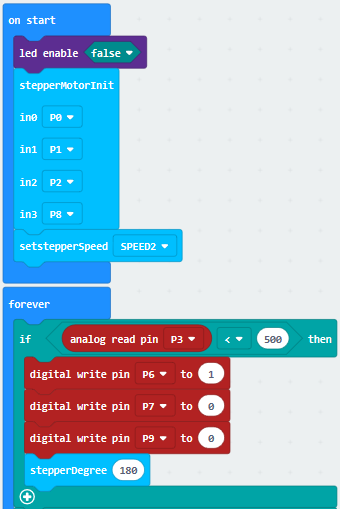 on start
led enable false
stepperMotorInit
in0 P0
in1 P1
in2 P2
in3 P8
setstepperSpeed SPEED2
forever
if analog read pin P3 < 500 then
digital write pin P6 to 1
digital write pin P7 to 0
digital write pin P9 to 0
stepperDegree 180